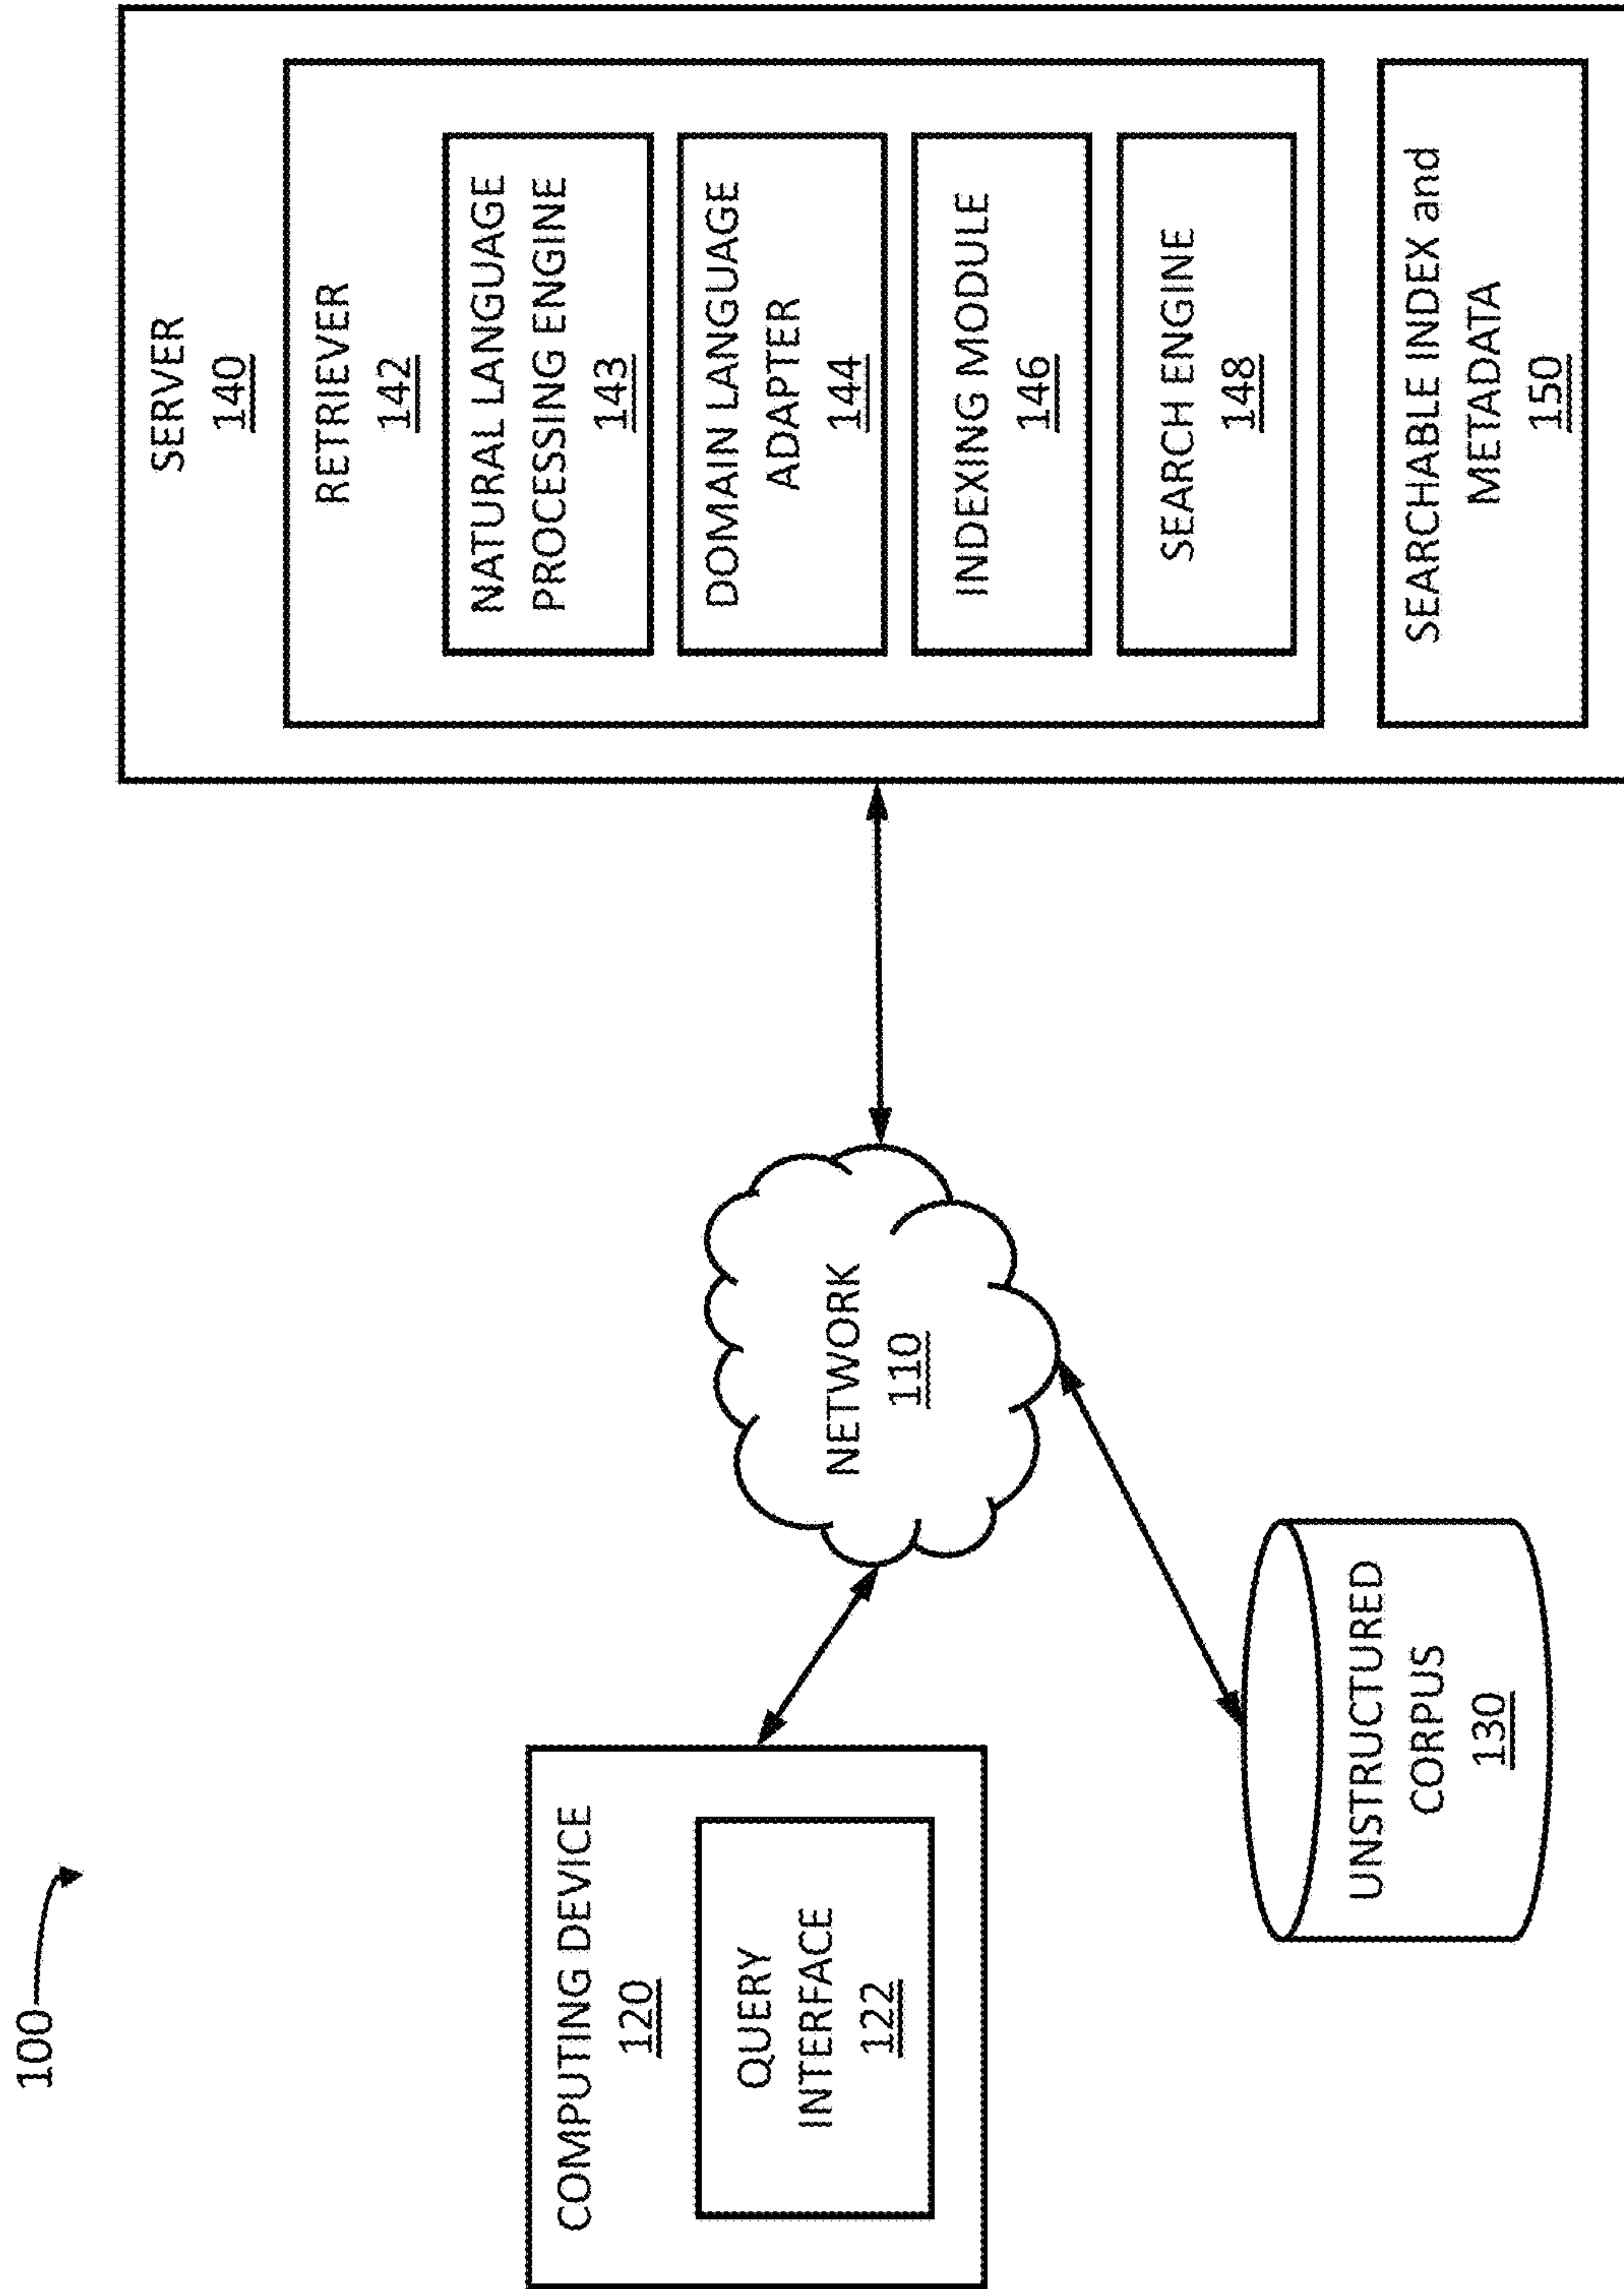 100
COMPUTING DEVICE
120
QUERY
INTERFACE
122
UNSTRUCTURED
CORPUS
130
NETWORK
110
SERVER
140
RETRIEVER
142
NATURAL LANGUAGE
PROCESSING ENGINE
143
DOMAIN LANGUAGE
ADAPTER
144
INDEXING MODULE
146
SEARCH ENGINE
148
SEARCHABLE INDEX and
METADATA
150